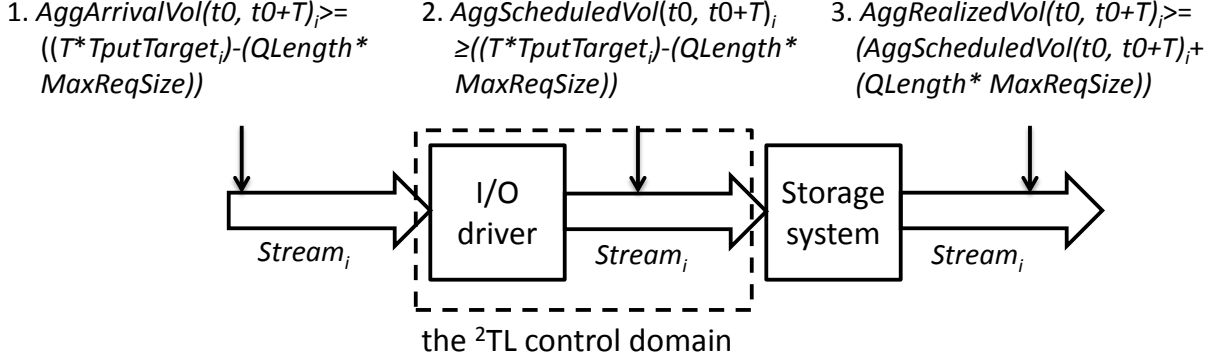 1. AggArrivalVol(t0, t0+T)i>=
((T*TputTargeti)-(QLength*
MaxReqSize))
2. AggScheduledVol(t0, t0+T)i
≥((T*TputTargeti)-(QLength*
MaxReqSize))
3. AggRealizedVol(t0, t0+T)i>=
(AggScheduledVol(t0, t0+T)i+
(QLength* MaxReqSize))
I/O
driver
Storage
system
Streami
Streami
Streami
the ²TL control domain